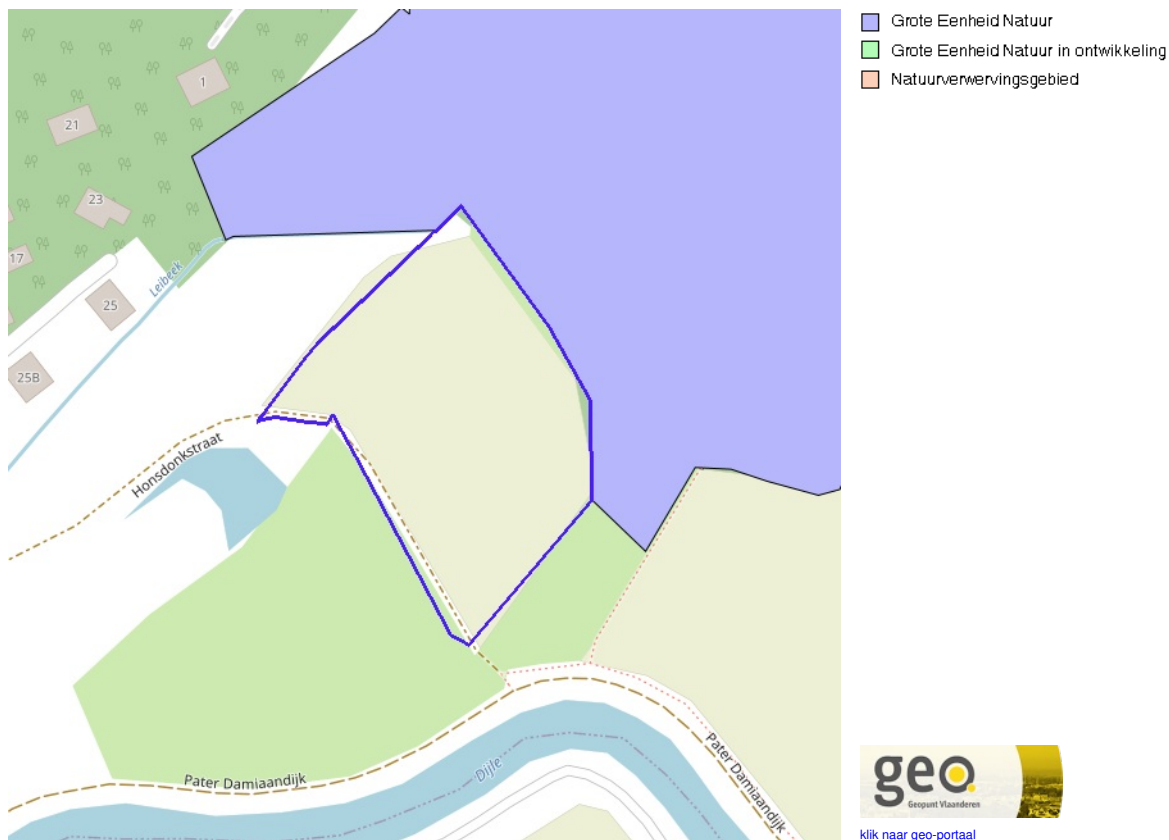 1
21
23
17
25
25B
Leibeek
Honsdonkstraat
Pater Damiaandijk
Dijle
Pater Damiaandijk
Grote Eenheid Natuur
Grote Eenheid Natuur in ontwikkeling
Natuurverwervingsgebied
geo.
Geopunt Vlaanderen
klik naar geo-portaal